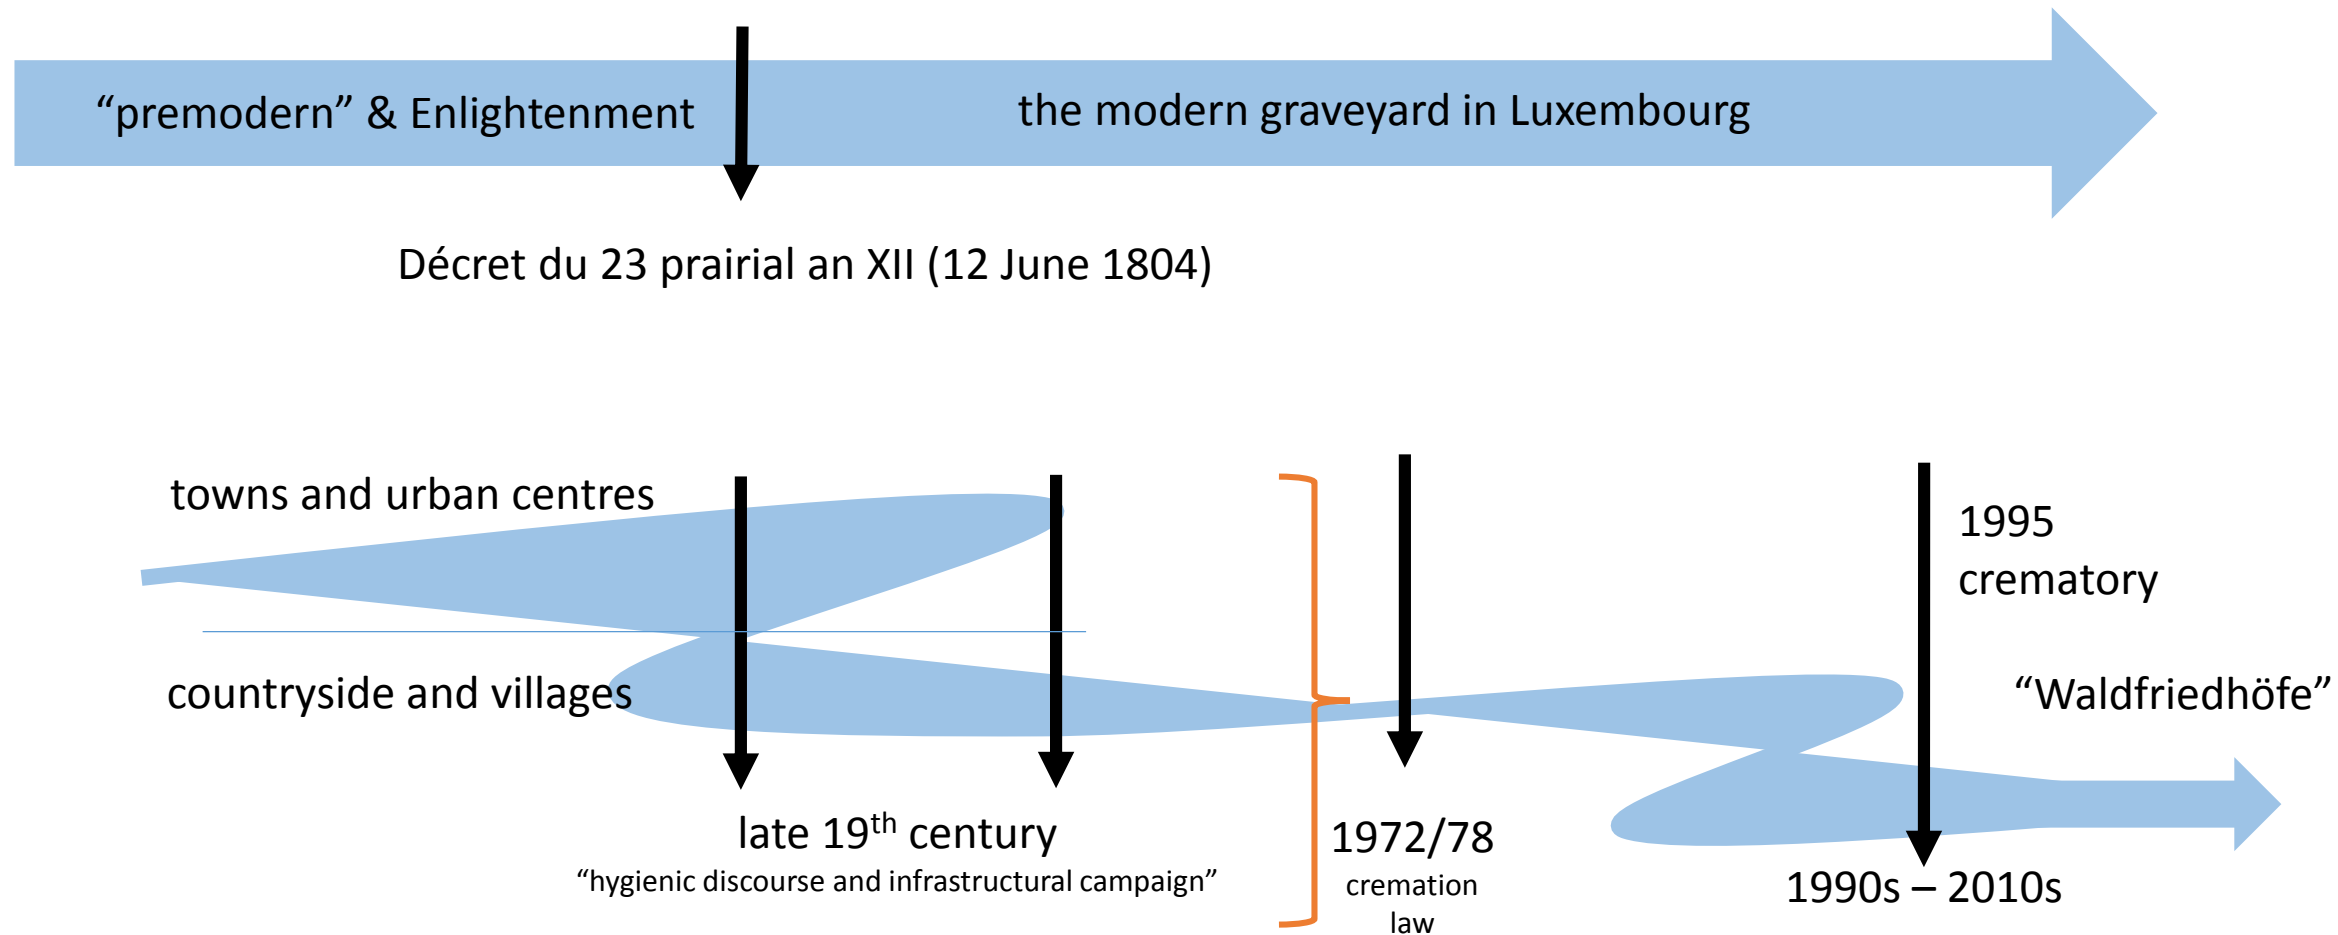 “premodern” & Enlightenment
the modern graveyard in Luxembourg
Décret du 23 prairial an XII (12 June 1804)
towns and urban centres
countryside and villages
late 19th century
“hygienic discourse and infrastructural campaign”
1972/78
cremation
law
1995
crematory
“Waldfriedhöfe”
1990s – 2010s